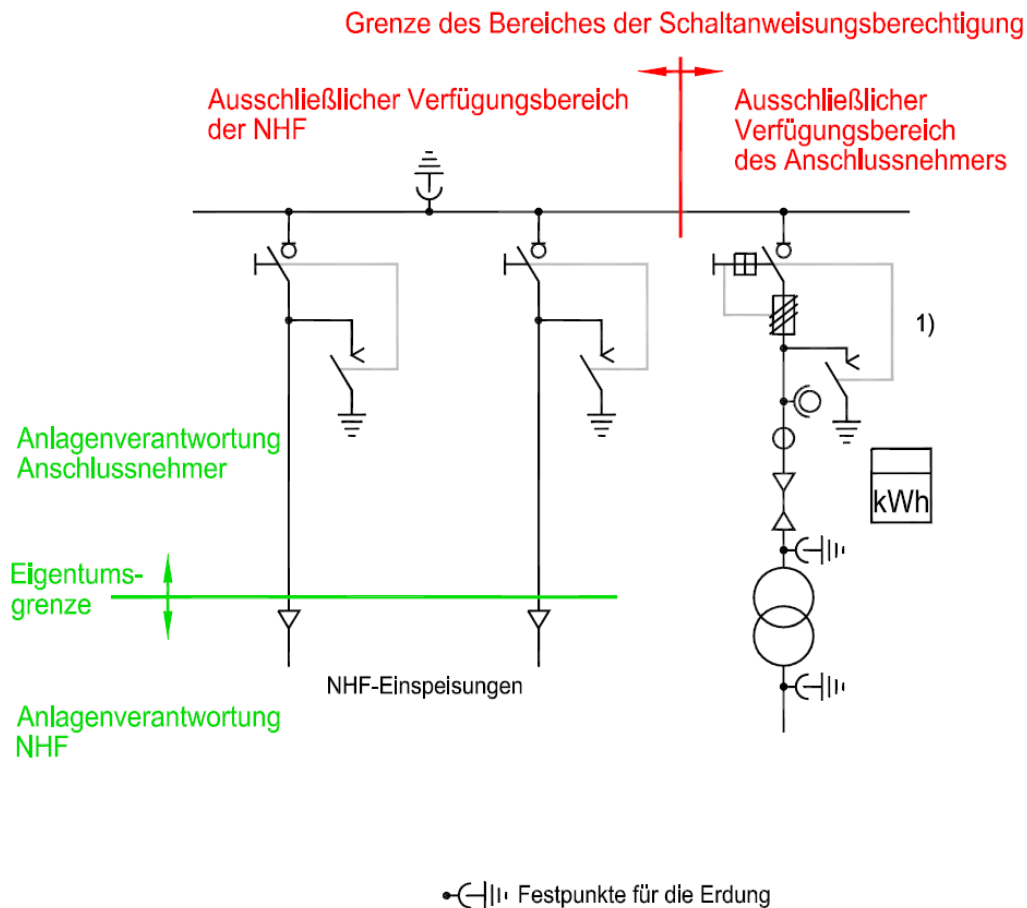 Grenze des Bereiches der Schaltanweisungsberechtigung
Ausschließlicher Verfügungsbereich
der NHF
Ausschließlicher
Verfügungsbereich
des Anschlussnehmers
1)
Anlagenverantwortung
Anschlussnehmer
kWh
Eigentums-
grenze
NHF-Einspeisungen
Anlagenverantwortung
NHF
Festpunkte für die Erdung